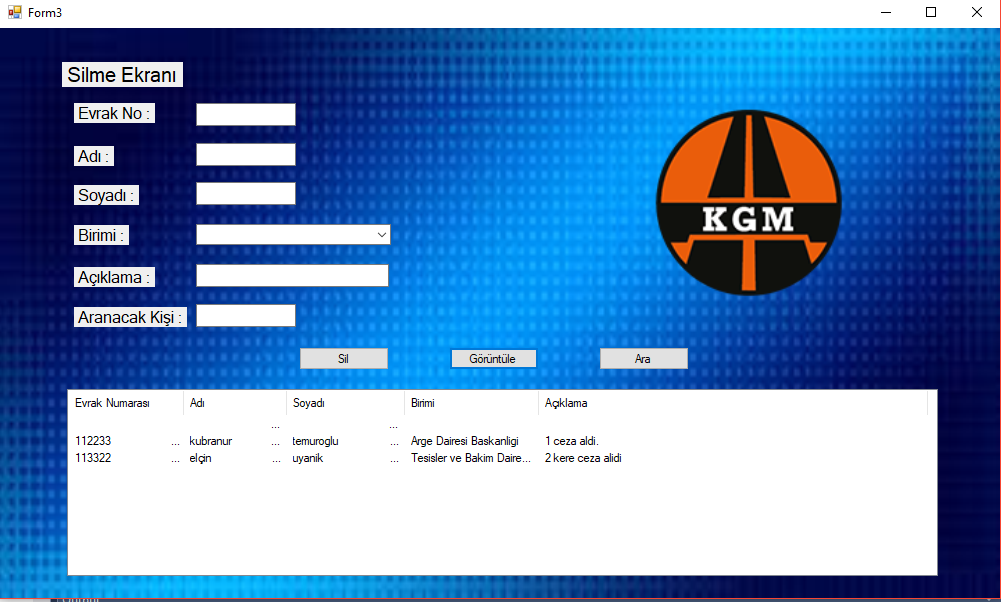 Form3
Silme Ekranı
Evrak No :
Adı :
Soyadı :
Birimi :
Açıklama :
Aranacak Kişi :
KGM
Sil Görüntüle Ara
Evrak Numarası Adı Soyadı Birimi Açıklama
... ...
112233 ... kubranur ... temuroglu ... Arge Dairesi Baskanligi 1 ceza aldi.
113322 ... elçin ... uyanik ... Tesisler ve Bakim Daire... 2 kere ceza alidi